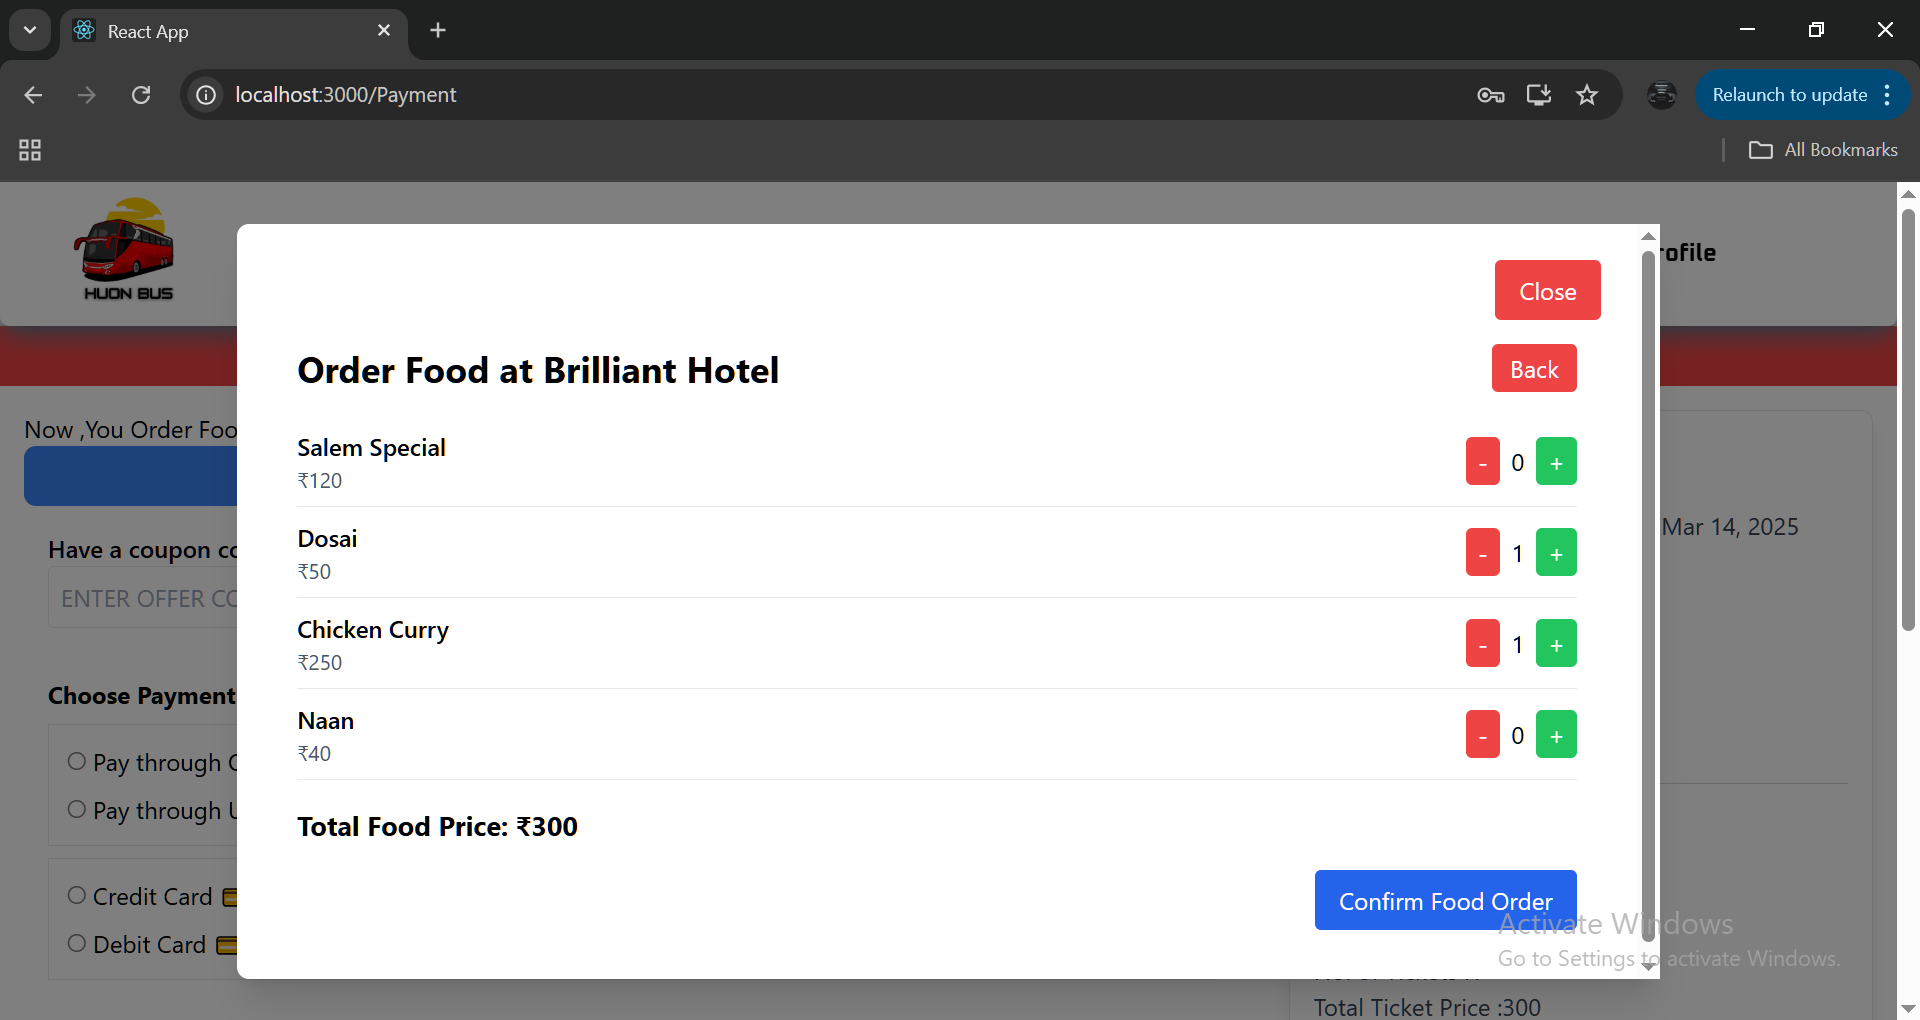 React App
localhost:3000/Payment
Relaunch to update
All Bookmarks
HUON BUS
rofile
Close
Order Food at Brilliant Hotel
Back
Now ,You Order Foo
Salem Special
₹120
- 0 +
Mar 14, 2025
Have a coupon co
Dosai
₹50
- 1 +
ENTER OFFER CO
Chicken Curry
₹250
- 1 +
Choose Payment
Naan
₹40
- 0 +
Pay through
Pay through
Total Food Price: ₹300
Credit Card
Confirm Food Order
Debit Card
Activate Windows
Go to Settings to activate Windows.
Total Ticket Price :300